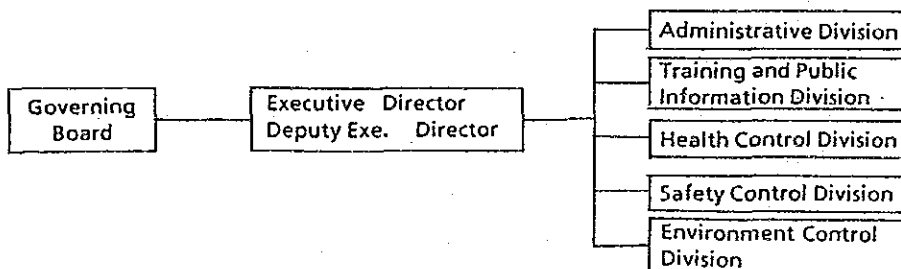 Governing
Board
Executive Director
Deputy Exe. Director
Administrative Division
Training and Public
Information Division
Health Control Division
Safety Control Division
Environment Control
Division